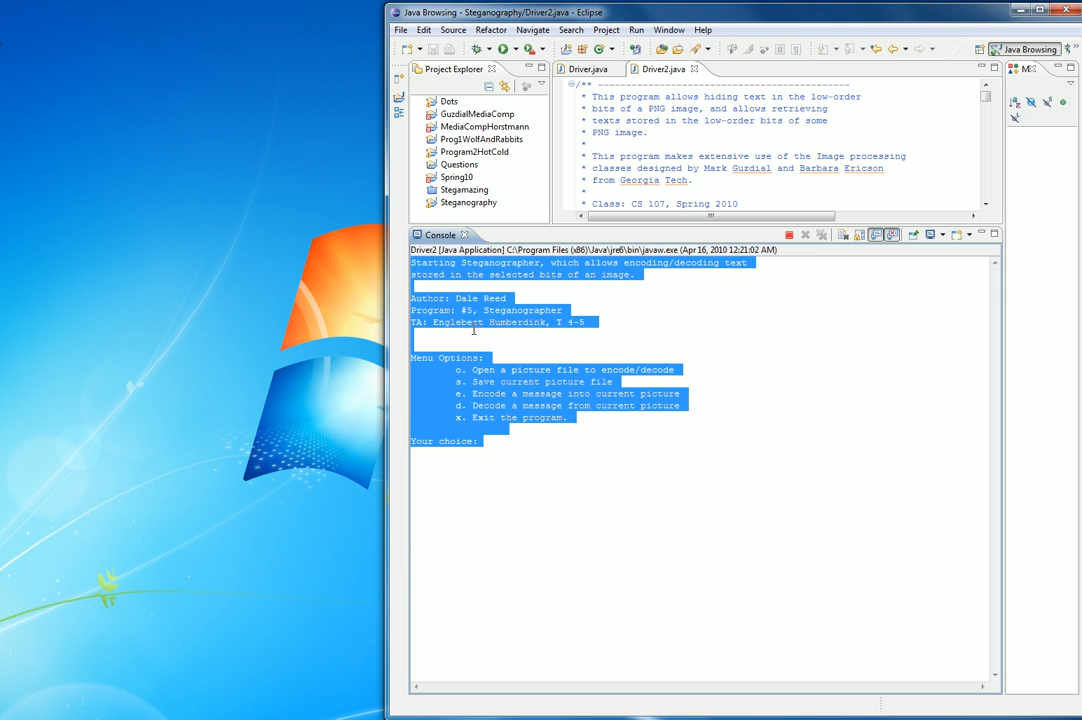 Java Browsing - Steganography/Driver2.java - Eclipse
File Edit Source Refactor Navigate Search Project Run Window Help
Java Browsing
Project Explorer
Driver.java
Driver2.java
Dots
GuzdialMediaComp
MediaCompHorstmann
Prog1WolfAndRabbits
Program2HotCold
Questions
Spring10
Stegamazing
Steganography
/** ----------------------------------------------
* This program allows hiding text in the low-order
* bits of a PNG image, and allows retrieving
* texts stored in the low-order bits of some
* PNG image.
*
* This program makes extensive use of the Image processing
* classes designed by Mark Guzdial and Barbara Ericson
* from Georgia Tech.
*
* Class: CS 107, Spring 2010
Console
Driver2 [Java Application] C:\Program Files (x86)\Java\jre6\bin\javaw.exe (Apr 16, 2010 12:21:02 AM)
Starting Steganographer, which allows encoding/decoding text
stored in the selected bits of an image.
Author: Dale Reed
Program: #5, Steganographer
TA: Englebert Humberdink, T 4-5
Menu Options:
o. Open a picture file to encode/decode
s. Save current picture file
e. Encode a message into current picture
d. Decode a message from current picture
x. Exit the program.
Your choice: